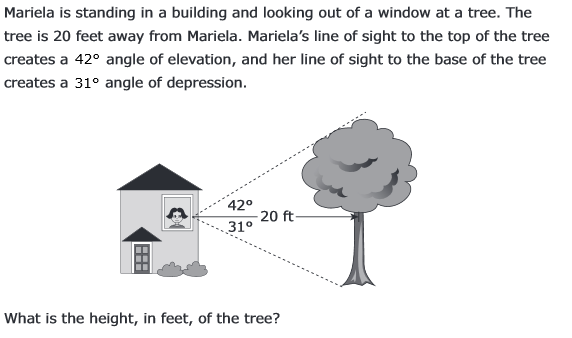 Mariela is standing in a building and looking out of a window at a tree. The
tree is 20 feet away from Mariela. Mariela’s line of sight to the top of the tree
creates a 42° angle of elevation, and her line of sight to the base of the tree
creates a 31° angle of depression.
42°
20 ft
31°
What is the height, in feet, of the tree?